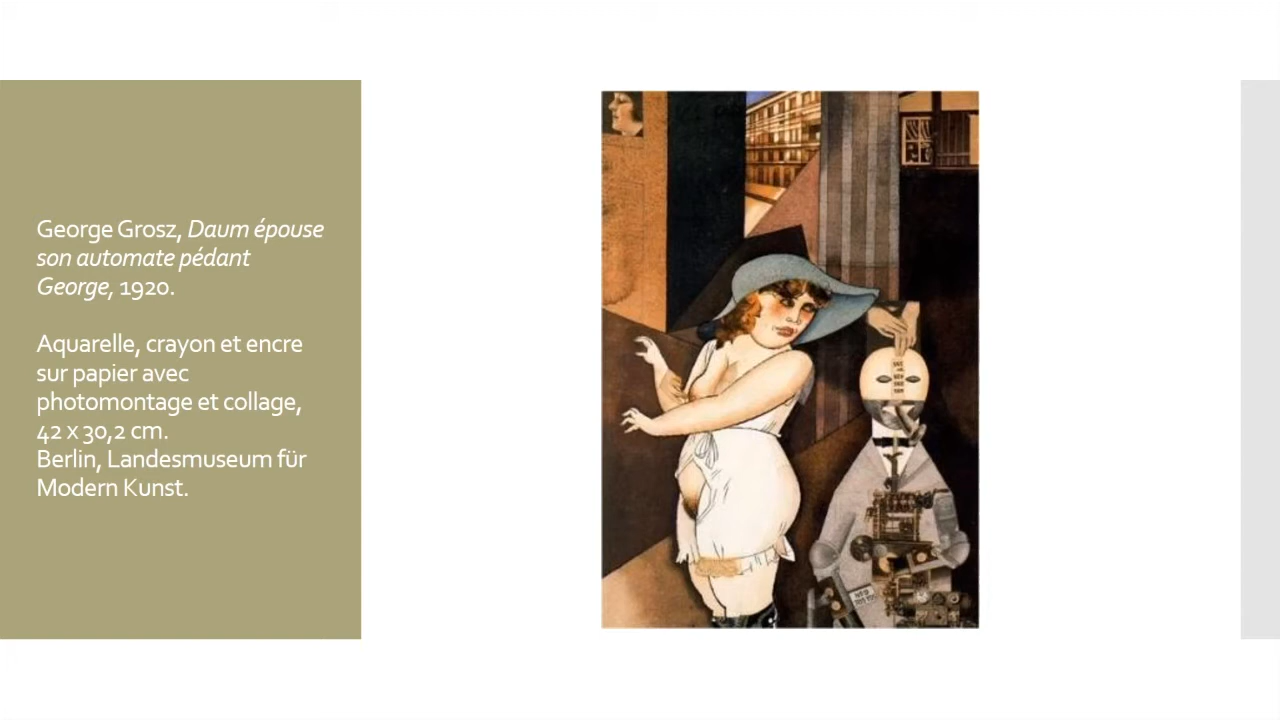 George Grosz, Daum épouse
son automate pédant
George, 1920.
Aquarelle, crayon et encre
sur papier avec
photomontage et collage,
42 x 30,2 cm.
Berlin, Landesmuseum für
Modern Kunst.